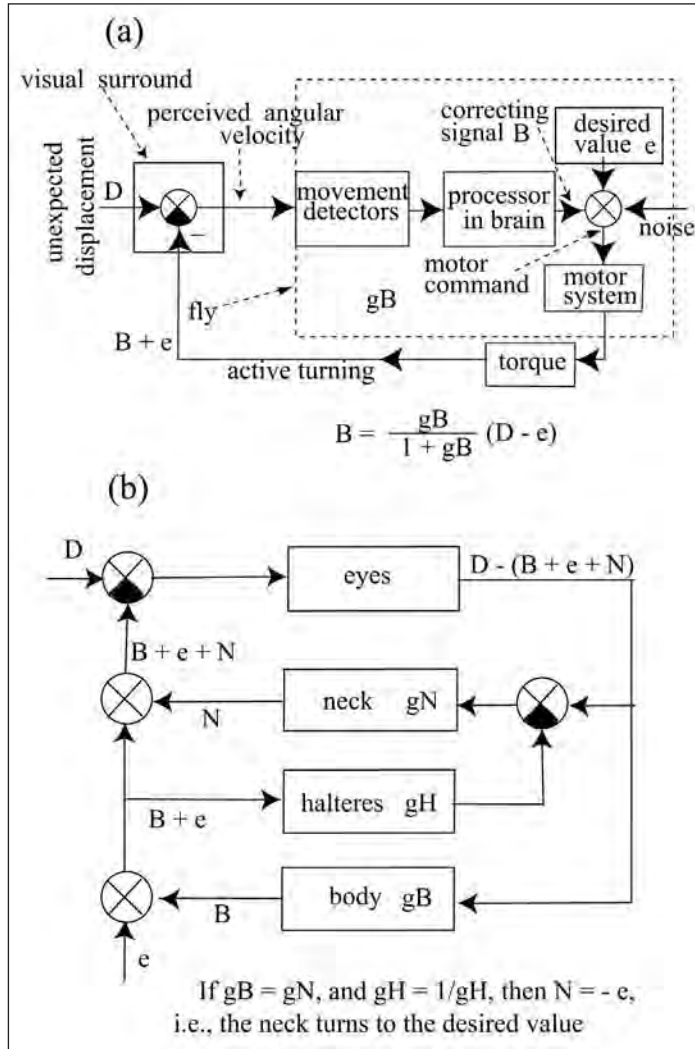 (a)
visual surround
perceived angular
velocity
correcting
signal B
desired
value e
unexpected
displacement
D
movement
detectors
processor
in brain
noise
−
motor
command
motor
system
fly
gB
B + e
active turning
torque
B = gB / 1 + gB (D - e)
(b)
D
eyes
D - (B + e + N)
B + e + N
neck gN
N
halteres gH
B + e
body gB
B
e
If gB = gN, and gH = 1/gH, then N = - e,
i.e., the neck turns to the desired value